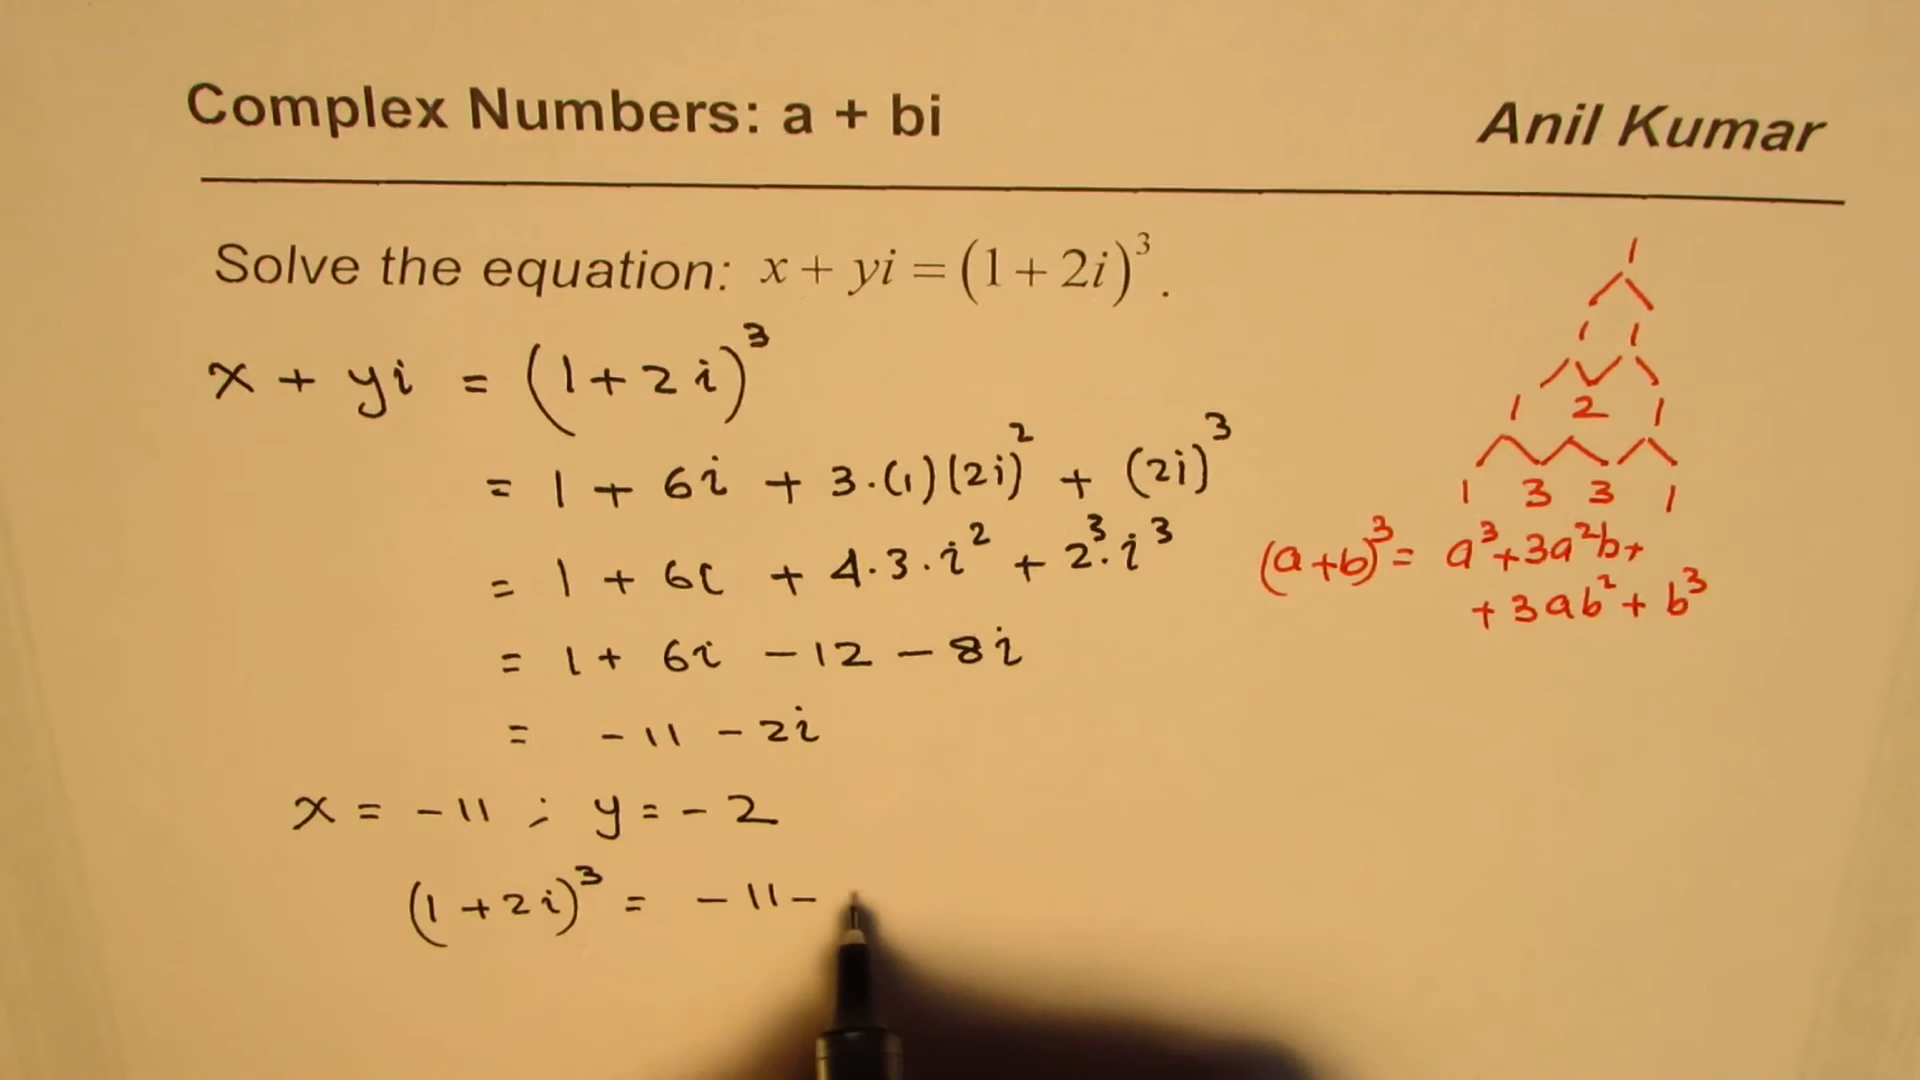 Complex Numbers: a + bi
Anil Kumar
Solve the equation: x + yi = (1 + 2i)³.
x + yi = (1 + 2i)³
= 1 + 6i + 3·(1)(2i)² + (2i)³
= 1 + 6i + 4·3·i² + 2³·i³
= 1 + 6i - 12 - 8i
= - 11 - 2i
x = - 11 ; y = - 2
(1 + 2i)³ = - 11 -
1
1 1
1 2 1
1 3 3 1
(a + b)³ = a³ + 3a²b +
+ 3ab² + b³